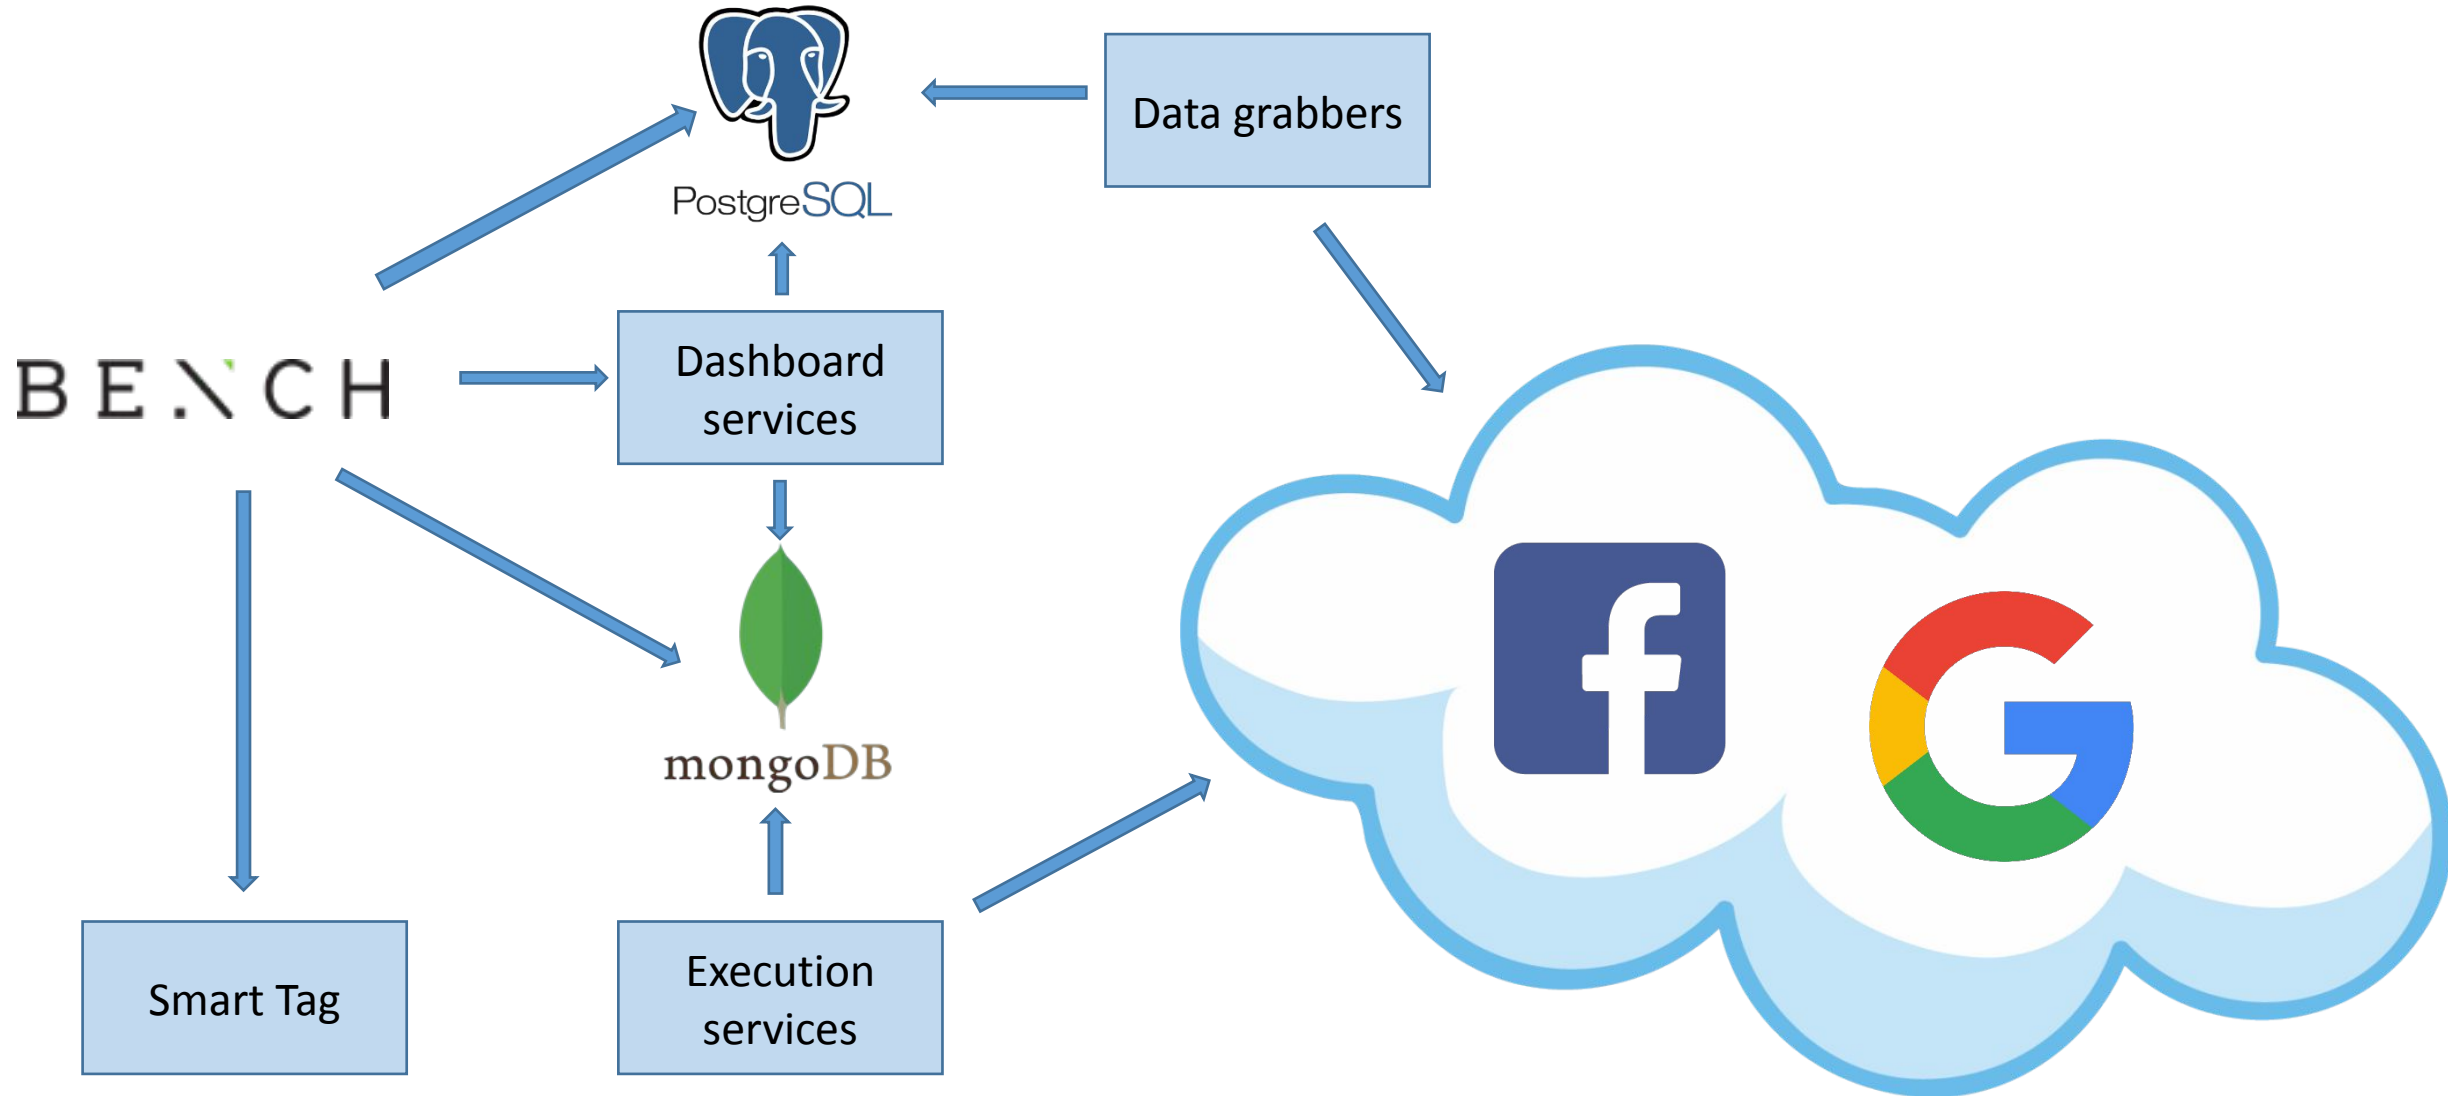 PostgreSQL
Data grabbers
BENCH
Dashboard
services
mongoDB
Smart Tag
Execution
services